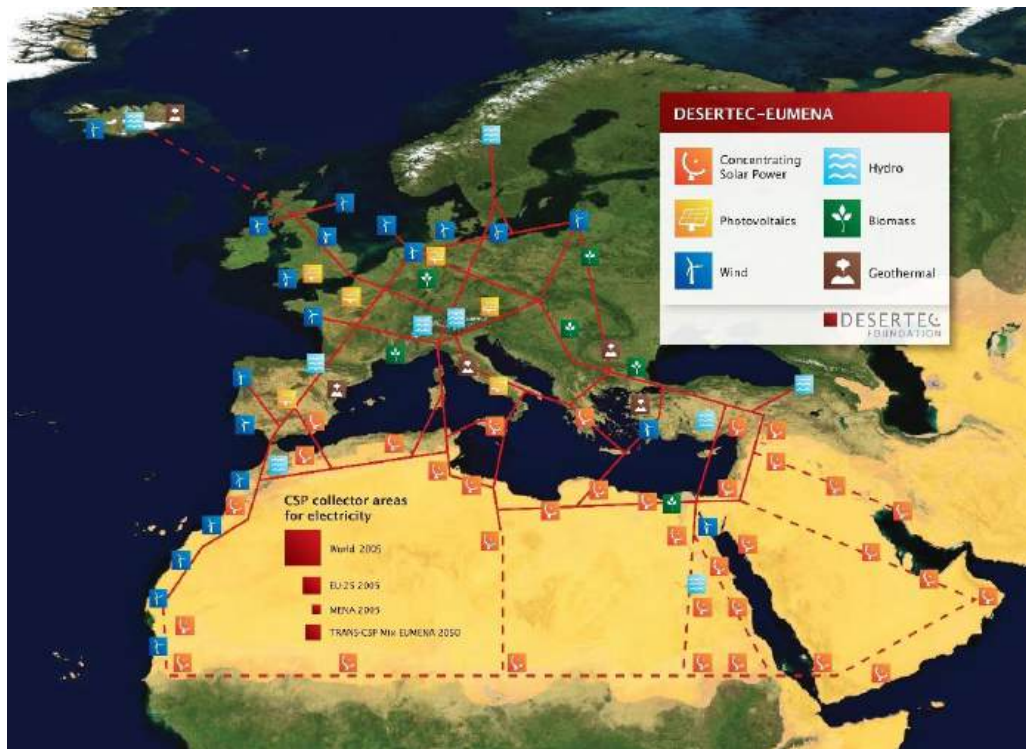 DESERTEC–EUMENA
Concentrating
Solar Power
Hydro
Photovoltaics
Biomass
Wind
Geothermal
DESERTEC
FOUNDATION
CSP collector areas
for electricity
World 2005
EU-25 2005
MENA 2005
TRANS-CSP Mix EUMENA 2050